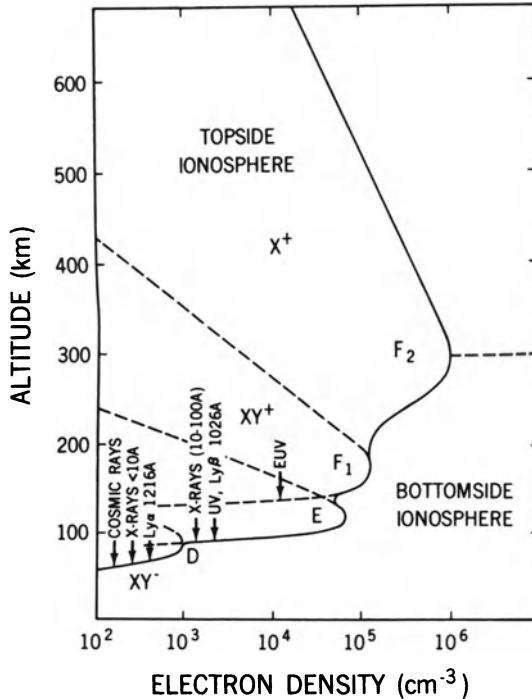 600
500
400
300
200
100
ALTITUDE (km)
TOPSIDE
IONOSPHERE
X⁺
F₂
XY⁺
F₁
BOTTOMSIDE
IONOSPHERE
E
D
XY⁻
COSMIC RAYS
X-RAYS <10A
Lyα 1216A
X-RAYS (10-100A)
UV, Lyβ 1026A
EUV
10² 10³ 10⁴ 10⁵ 10⁶
ELECTRON DENSITY (cm⁻³)